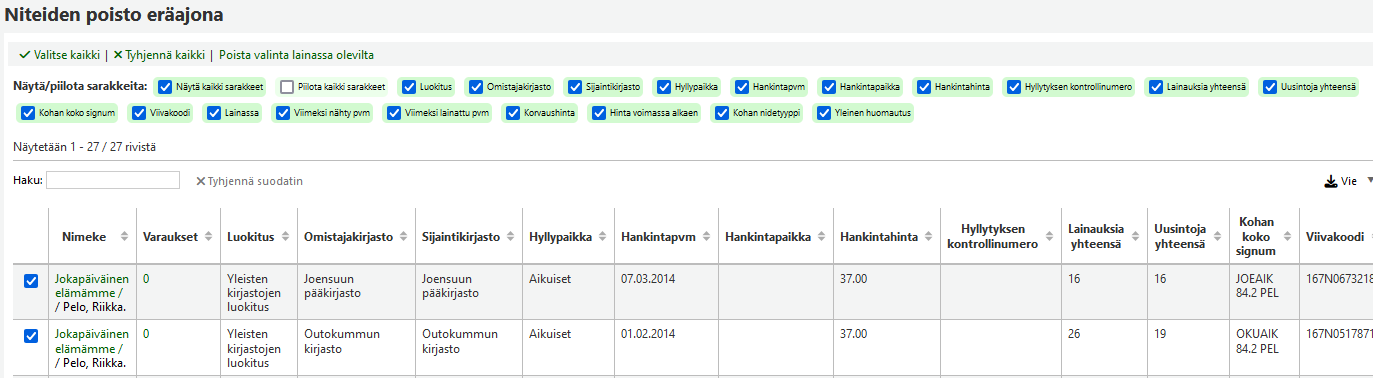 Niteiden poisto eräajona
Valitse kaikki | Tyhjennä kaikki | Poista valinta lainassa olevilta
Näytä/piilota sarakkeita: Näytä kaikki sarakkeet Piilota kaikki sarakkeet Luokitus Omistajakirjasto Sijaintikirjasto Hyllypaikka Hankintapvm Hankintapaikka Hankintahinta Hyllytyksen kontrollinumero Lainauksia yhteensä Uusintoja yhteensä
Kohan koko signum Viivakoodi Lainassa Viimeksi nähty pvm Viimeksi lainattu pvm Korvaushinta Hinta voimassa alkaen Kohan nidetyyppi Yleinen huomautus
Näytetään 1 - 27 / 27 rivistä
Haku: Tyhjennä suodatin Vie
Nimeke Varaukset Luokitus Omistajakirjasto Sijaintikirjasto Hyllypaikka Hankintapvm Hankintapaikka Hankintahinta Hyllytyksen kontrollinumero Lainauksia yhteensä Uusintoja yhteensä Kohan koko signum Viivakoodi
Jokapäiväinen 0 Yleisten Joensuun Joensuun Aikuiset 07.03.2014 37.00 16 16 JOEAIK 167N0673218
elämämme / kirjastojen pääkirjasto pääkirjasto 84.2 PEL
/ Pelo, Riikka. luokitus
Jokapäiväinen 0 Yleisten Outokummun Outokummun Aikuiset 01.02.2014 37.00 26 19 OKUAIK 167N0517871
elämämme / kirjastojen kirjasto kirjasto 84.2 PEL
/ Pelo, Riikka. luokitus